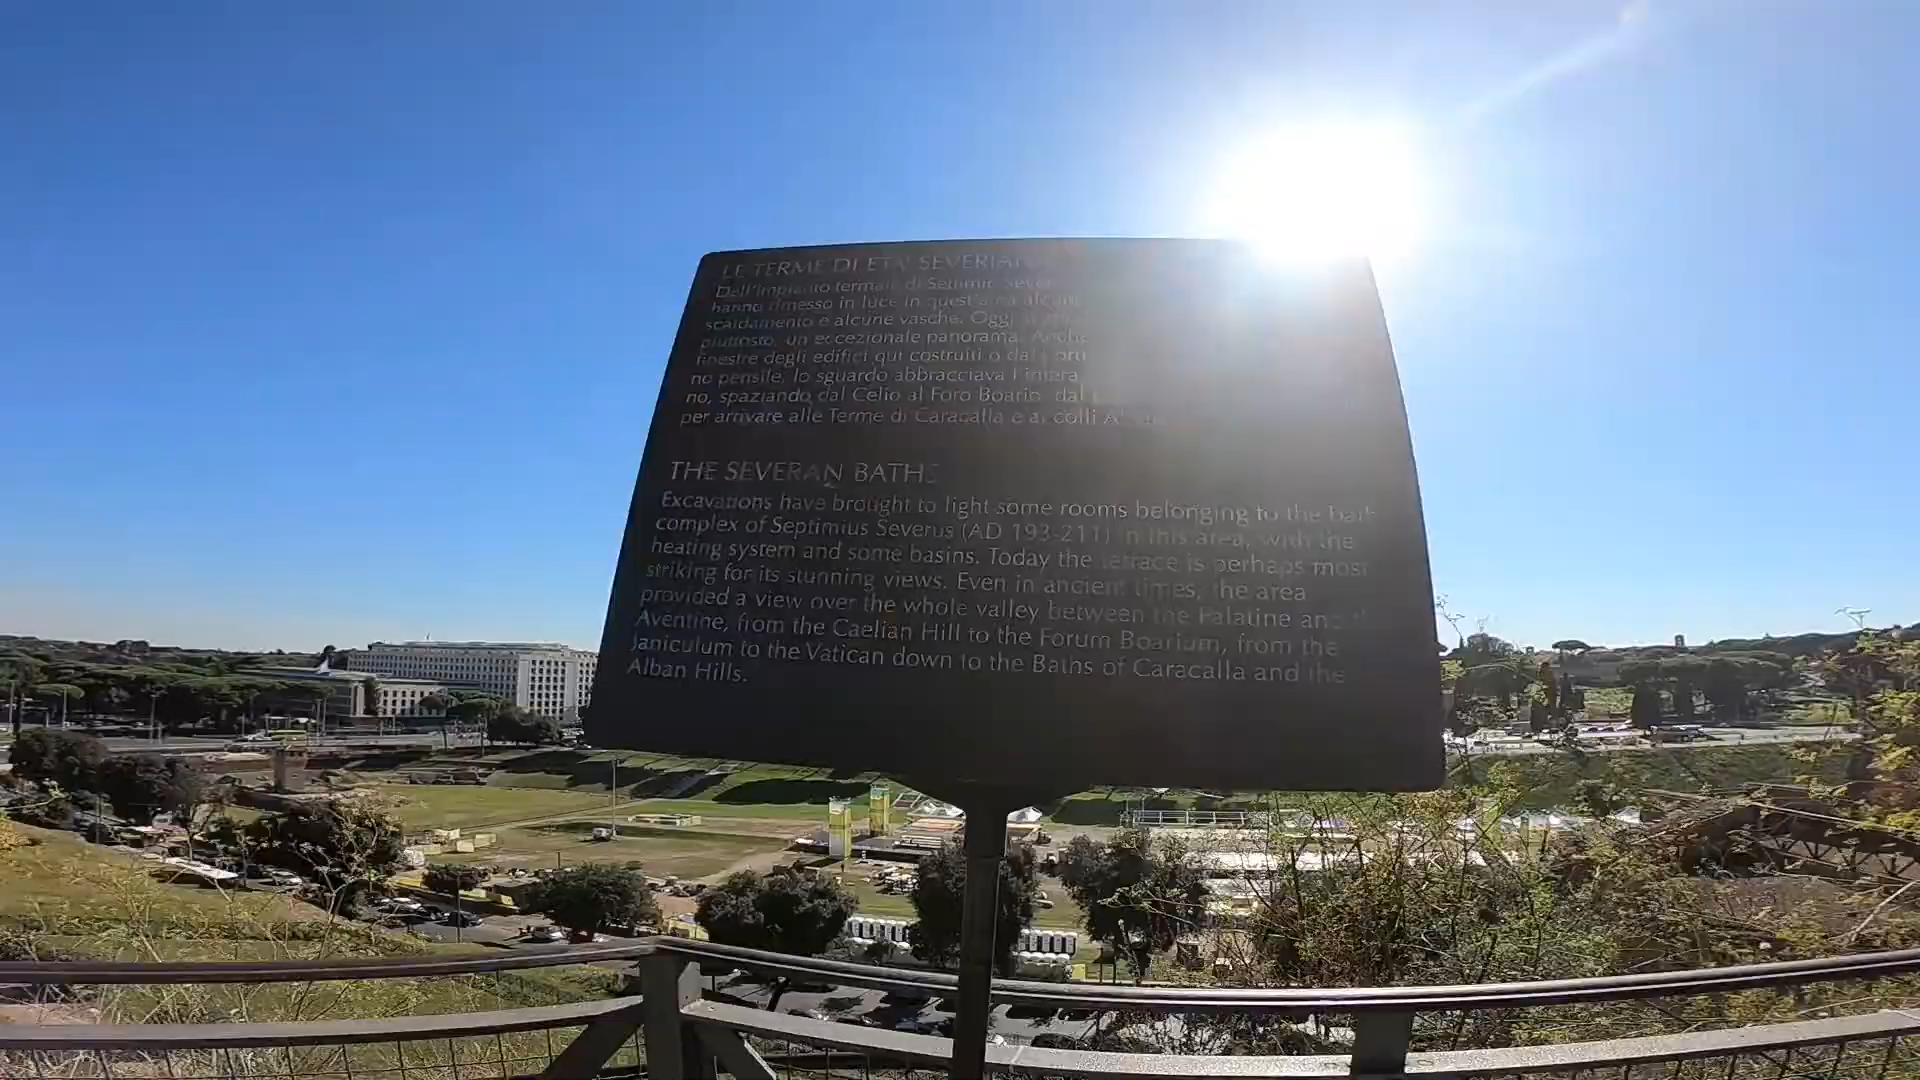 LE TERME DI ETA' SEVERIANA
Dell'impianto termale di Settimio Severo
hanno rimesso in luce in quest'area alcuni
scaldamento e alcune vasche. Oggi
piuttosto, un eccezionale panorama. Anche
finestre degli edifici qui costruiti o dal
no pensile, lo sguardo abbracciava l'intera
no, spaziando dal Celio al Foro Boario, dal
per arrivare alle Terme di Caracalla e ai colli
THE SEVERAN BATHS
Excavations have brought to light some rooms belonging to the bath
complex of Septimius Severus (AD 193-211) in this area, with the
heating system and some basins. Today the terrace is perhaps most
striking for its stunning views. Even in ancient times, the area
provided a view over the whole valley between the Palatine and
Aventine, from the Caelian Hill to the Forum Boarium, from the
Janiculum to the Vatican down to the Baths of Caracalla and the
Alban Hills.